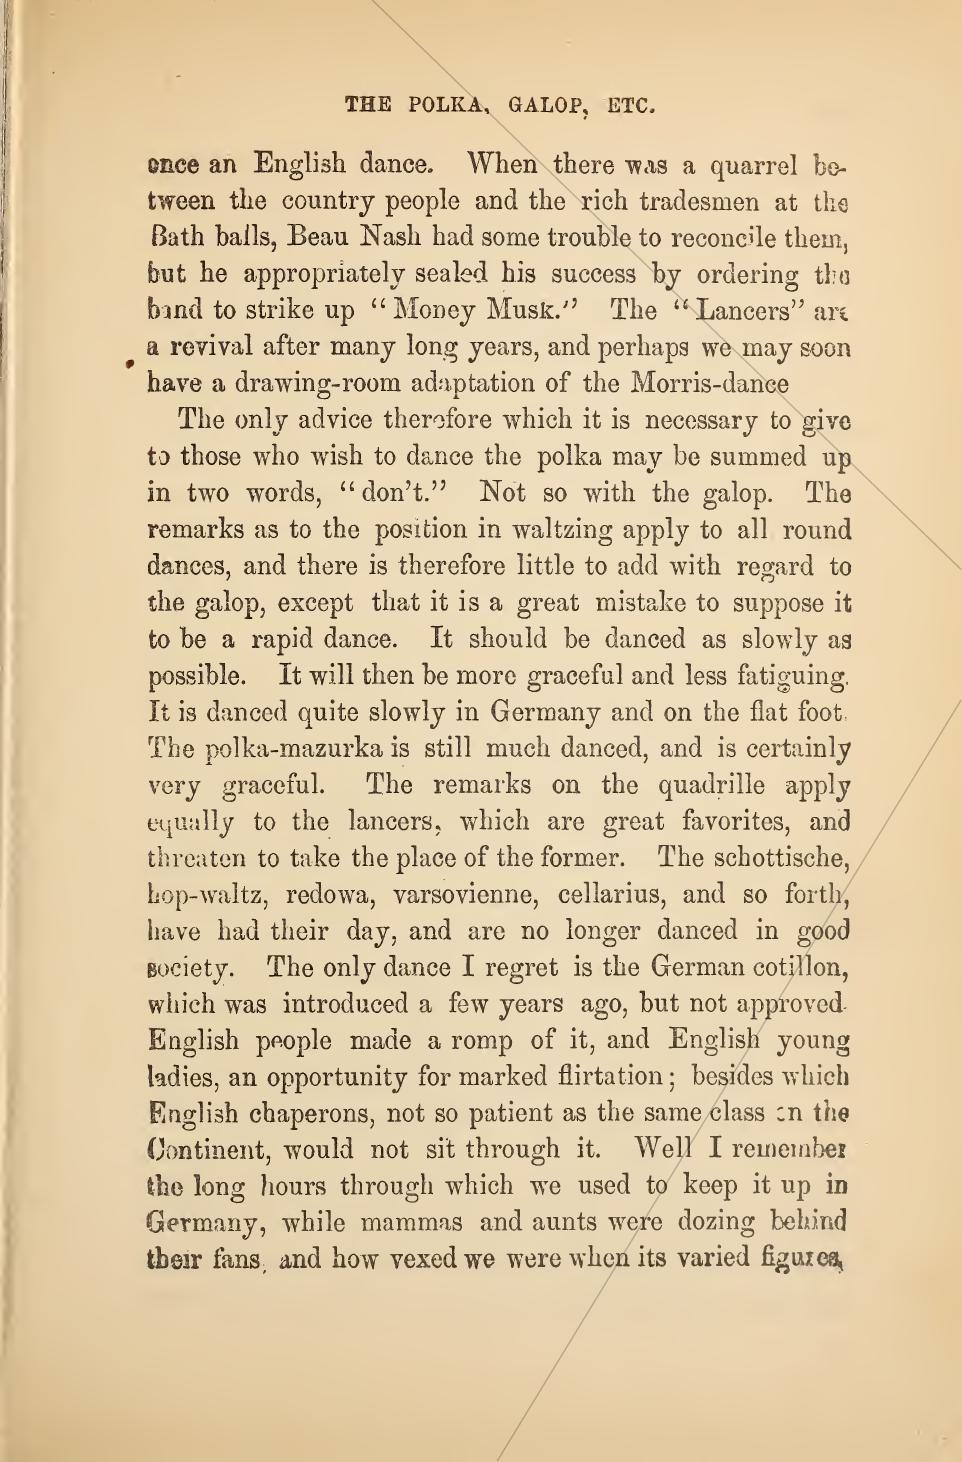 THE POLKA, GALOP, ETC.
once an English dance. When there was a quarrel be-
tween the country people and the rich tradesmen at the
Bath balls, Beau Nash had some trouble to reconcile them,
but he appropriately sealed his success by ordering the
band to strike up “Money Musk.” The “Lancers” are
a revival after many long years, and perhaps we may soon
have a drawing-room adaptation of the Morris-dance
The only advice therefore which it is necessary to give
to those who wish to dance the polka may be summed up
in two words, “don’t.” Not so with the galop. The
remarks as to the position in waltzing apply to all round
dances, and there is therefore little to add with regard to
the galop, except that it is a great mistake to suppose it
to be a rapid dance. It should be danced as slowly as
possible. It will then be more graceful and less fatiguing.
It is danced quite slowly in Germany and on the flat foot.
The polka-mazurka is still much danced, and is certainly
very graceful. The remarks on the quadrille apply
equally to the lancers, which are great favorites, and
threaten to take the place of the former. The schottische,
hop-waltz, redowa, varsovienne, cellarius, and so forth,
have had their day, and are no longer danced in good
society. The only dance I regret is the German cotillon,
which was introduced a few years ago, but not approved.
English people made a romp of it, and English young
ladies, an opportunity for marked flirtation; besides which
English chaperons, not so patient as the same class on the
Continent, would not sit through it. Well I remember
the long hours through which we used to keep it up in
Germany, while mammas and aunts were dozing behind
their fans, and how vexed we were when its varied figures,